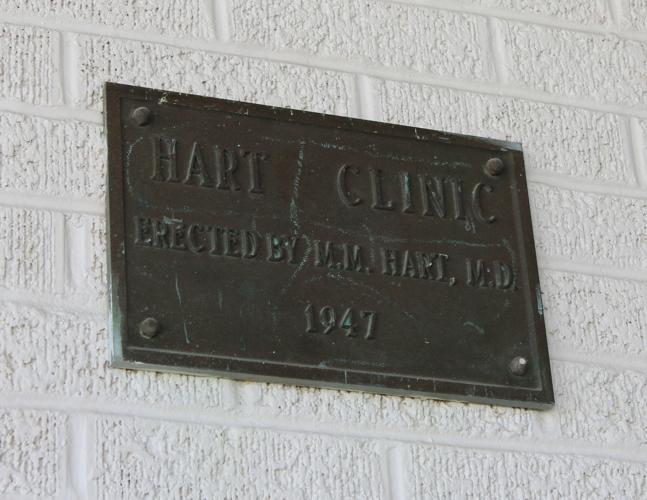 HART CLINIC
ERECTED BY M.M. HART, M.D.
1947